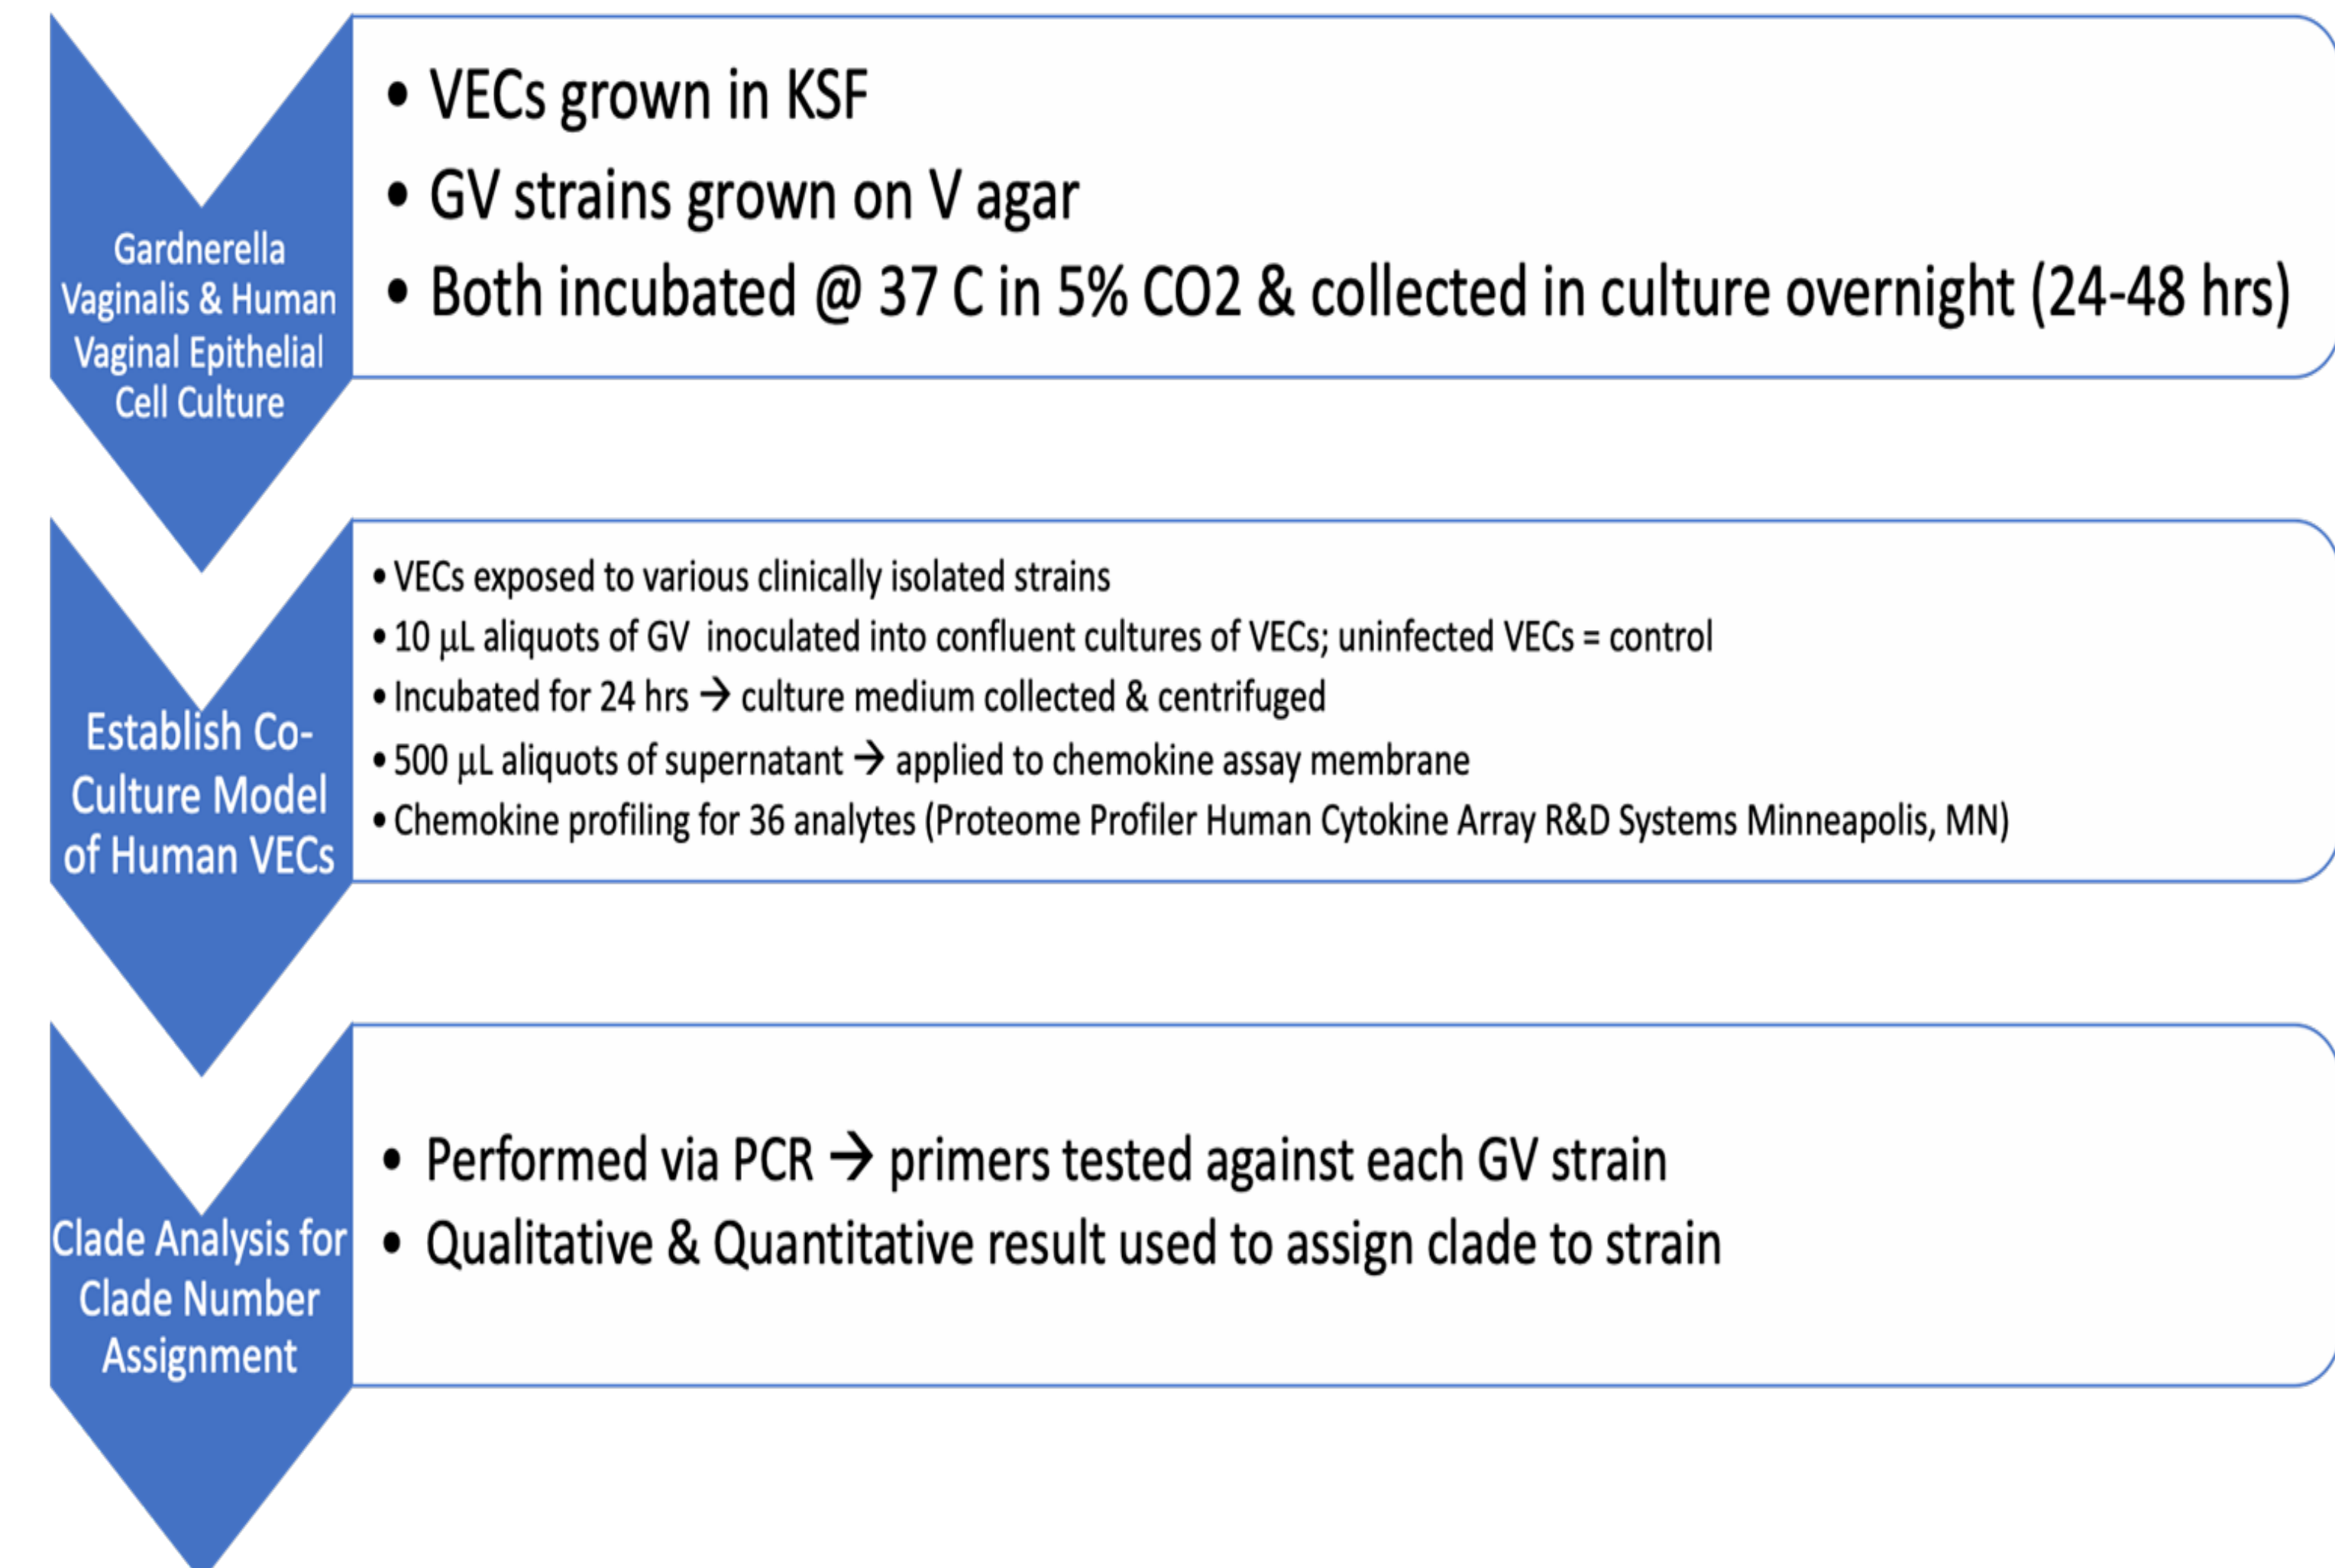 Gardnerella
Vaginalis & Human
Vaginal Epithelial
Cell Culture
• VECs grown in KSF
• GV strains grown on V agar
• Both incubated @ 37 C in 5% CO2 & collected in culture overnight (24-48 hrs)
Establish Co-
Culture Model
of Human VECs
• VECs exposed to various clinically isolated strains
• 10 μL aliquots of GV inoculated into confluent cultures of VECs; uninfected VECs = control
• Incubated for 24 hrs → culture medium collected & centrifuged
• 500 μL aliquots of supernatant → applied to chemokine assay membrane
• Chemokine profiling for 36 analytes (Proteome Profiler Human Cytokine Array R&D Systems Minneapolis, MN)
Clade Analysis for
Clade Number
Assignment
• Performed via PCR → primers tested against each GV strain
• Qualitative & Quantitative result used to assign clade to strain